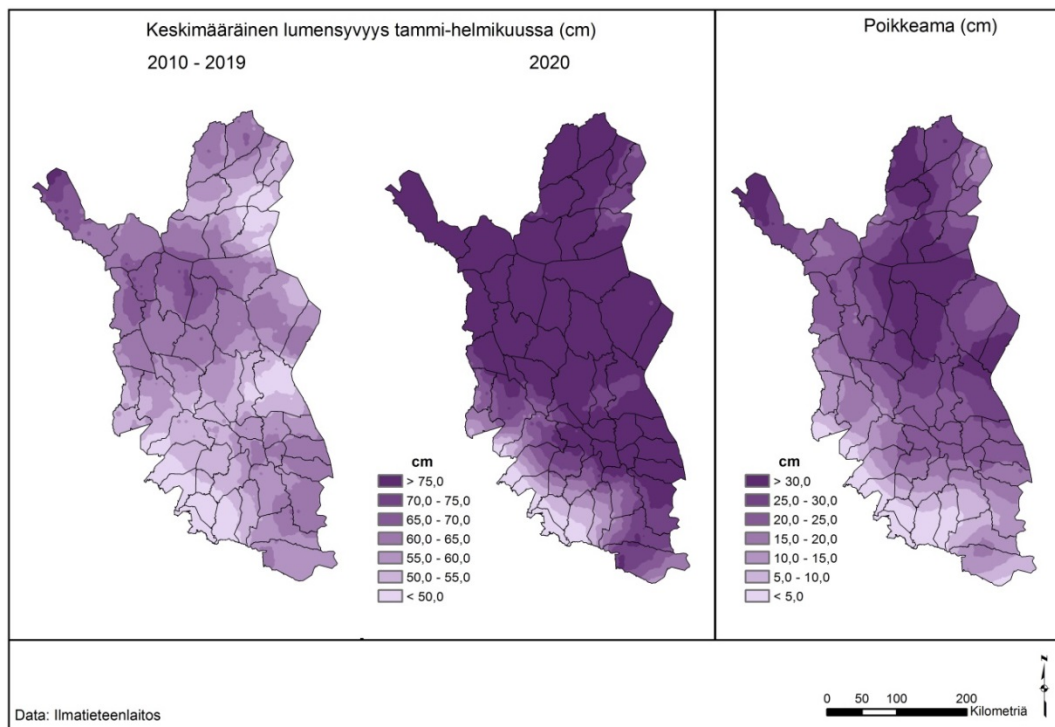 Keskimääräinen lumensyvyys tammi-helmikuussa (cm)
2010 - 2019
2020
Poikkeama (cm)
cm
> 75,0
70,0 - 75,0
65,0 - 70,0
60,0 - 65,0
55,0 - 60,0
50,0 - 55,0
< 50,0
cm
> 30,0
25,0 - 30,0
20,0 - 25,0
15,0 - 20,0
10,0 - 15,0
5,0 - 10,0
< 5,0
Data: Ilmatieteenlaitos
0 50 100 200
Kilometriä
N